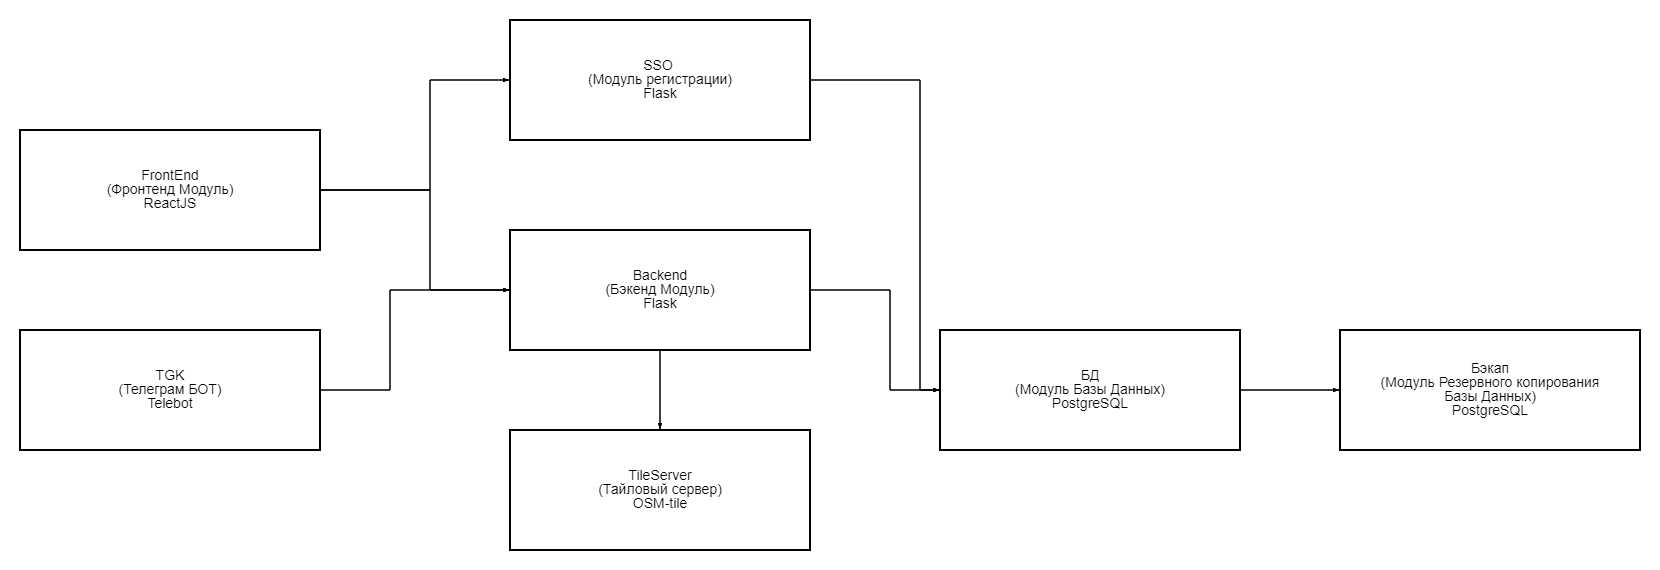 SSO
(Модуль регистрации)
Flask
FrontEnd
(Фронтенд Модуль)
ReactJS
Backend
(Бэкенд Модуль)
Flask
TGK
(Телеграм БОТ)
Telebot
БД
(Модуль Базы Данных)
PostgreSQL
Бэкап
(Модуль Резервного копирования
Базы Данных)
PostgreSQL
TileServer
(Тайловый сервер)
OSM-tile